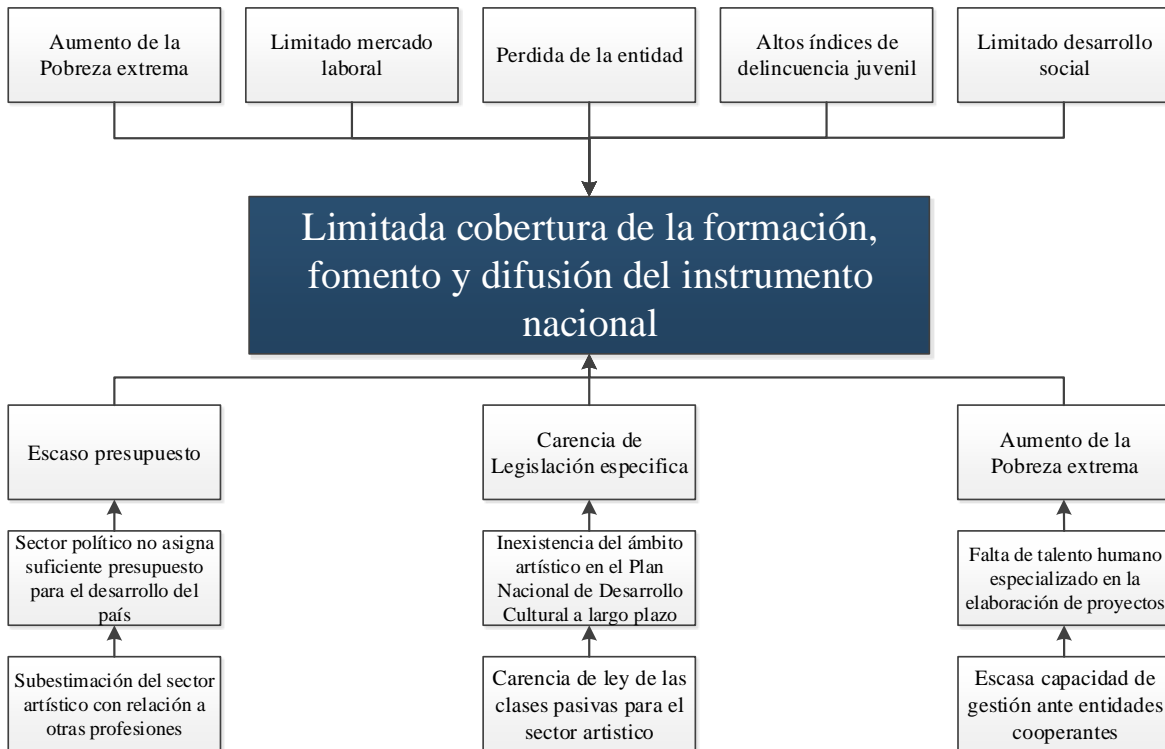 Aumento de la
Pobreza extrema
Limitado mercado
laboral
Perdida de la entidad
Altos índices de
delincuencia juvenil
Limitado desarrollo
social
Limitada cobertura de la formación,
fomento y difusión del instrumento
nacional
Escaso presupuesto
Carencia de
Legislación especifica
Aumento de la
Pobreza extrema
Sector político no asigna
suficiente presupuesto
para el desarrollo del
país
Inexistencia del ámbito
artístico en el Plan
Nacional de Desarrollo
Cultural a largo plazo
Falta de talento humano
especializado en la
elaboración de proyectos
Subestimación del sector
artístico con relación a
otras profesiones
Carencia de ley de las
clases pasivas para el
sector artistico
Escasa capacidad de
gestión ante entidades
cooperantes